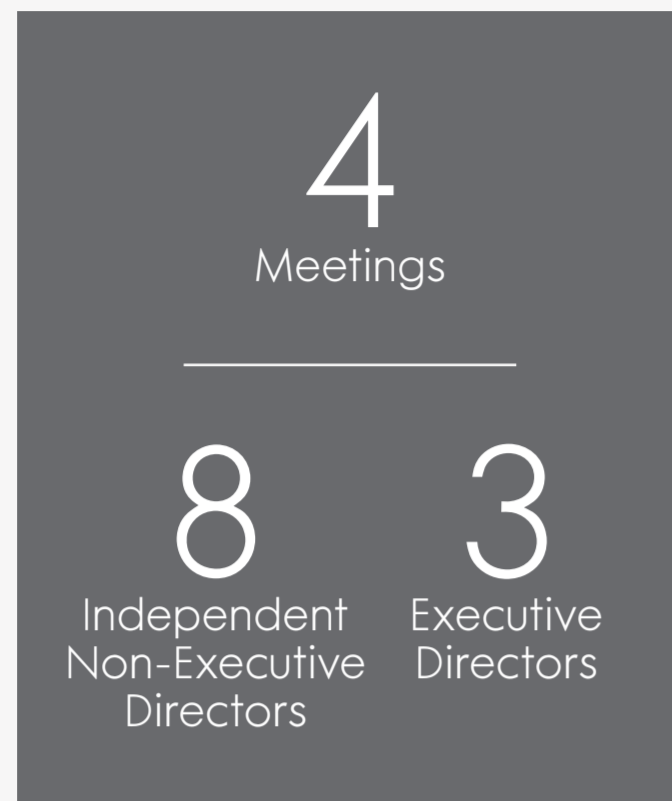 4
Meetings
8
Independent
Non-Executive
Directors
3
Executive
Directors